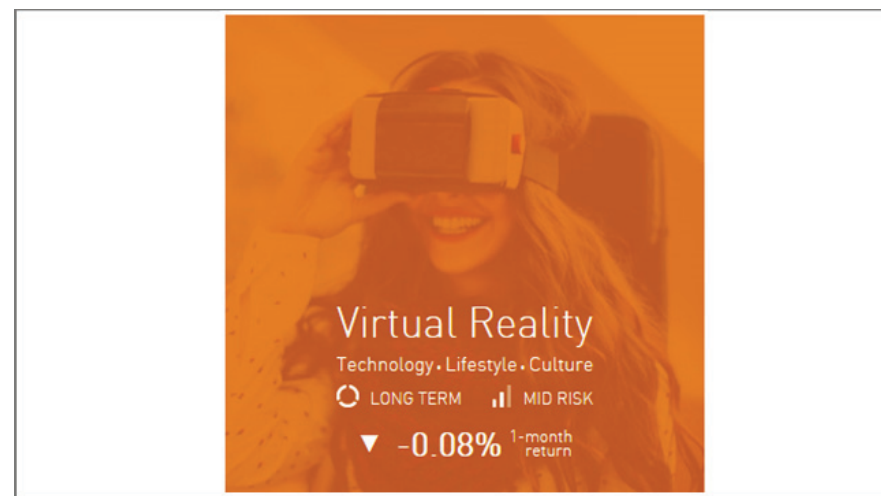 Virtual Reality
Technology • Lifestyle • Culture
LONG TERM MID RISK
▼ -0.08% 1-month return